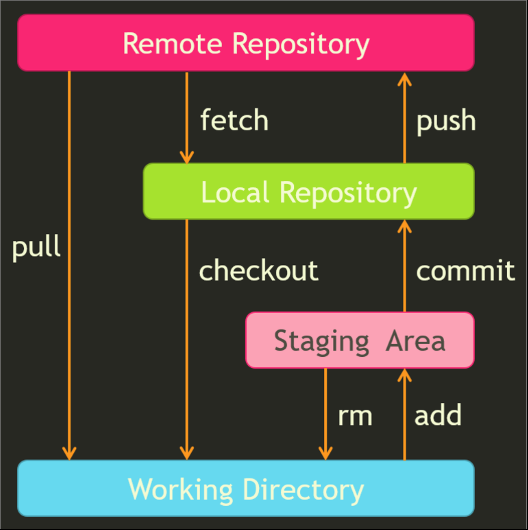 Remote Repository
fetch
push
Local Repository
pull
checkout
commit
Staging Area
rm
add
Working Directory